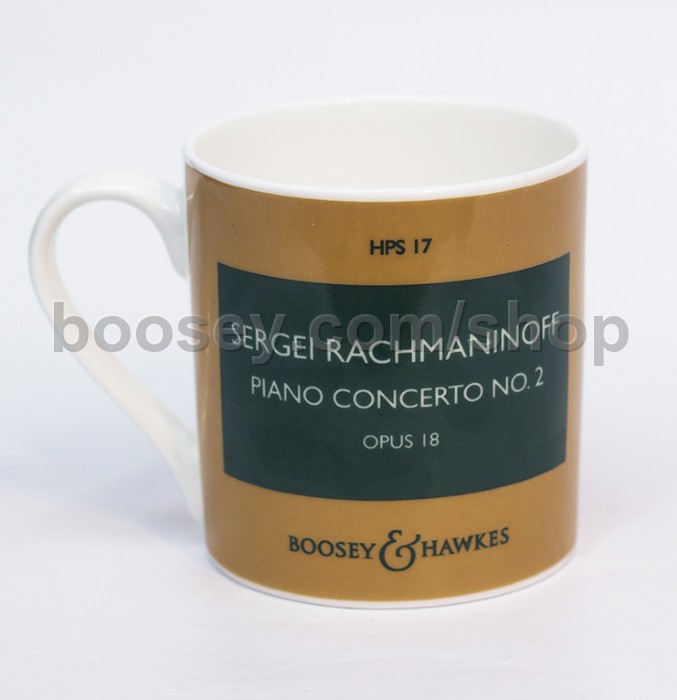 HPS 17
SERGEI RACHMANINOFF
boosey.com/shop
PIANO CONCERTO NO. 2
OPUS 18
BOOSEY & HAWKES